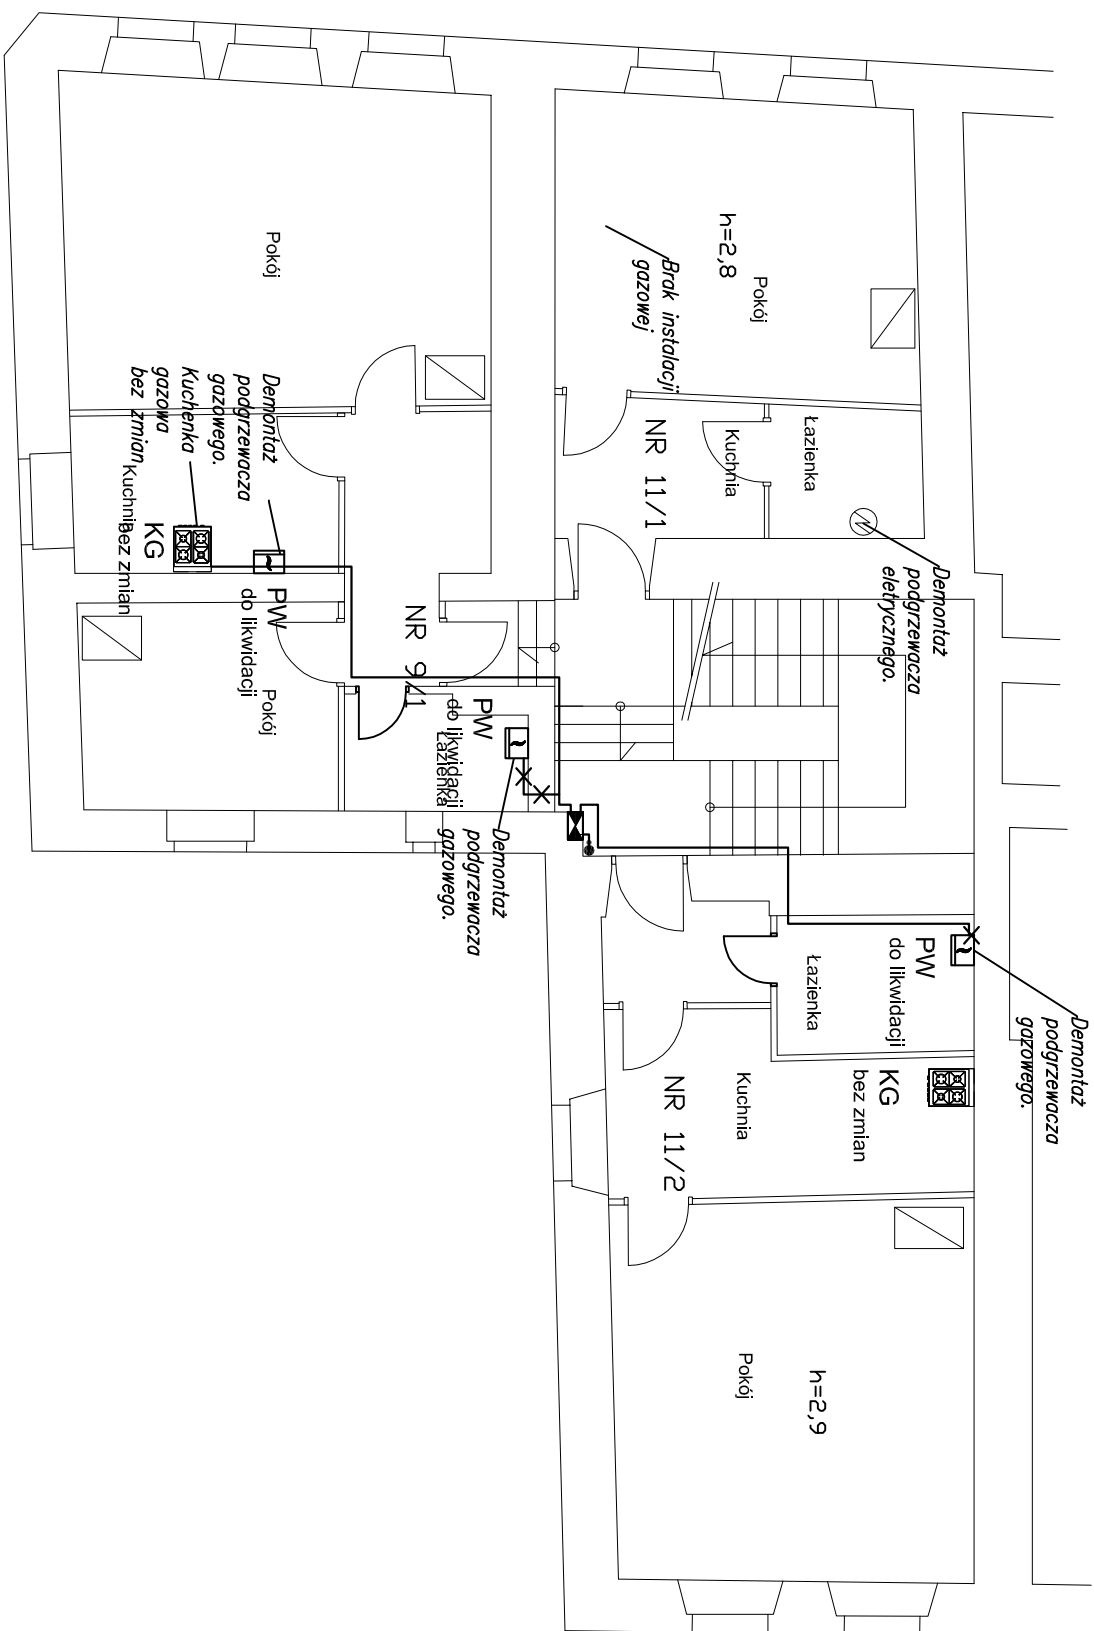 Demontaż
podgrzewacza
gazowego.
Demontaż
podgrzewacza
eletrycznego.
PW
do likwidacji
Łazienka
KG
bez zmian
Kuchnia
NR 11/2
h=2,9
Pokój
Łazienka
Kuchnia
NR 11/1
Pokój
h=2,8
Brak instalacji
gazowej
Demontaż
podgrzewacza
gazowego.
PW
do likwidacji
Łazienka
NR 9/1
Pokój
Demontaż
podgrzewacza
gazowego.
Kuchenka
gazowa
bez zmian
PW
do likwidacji
Pokój
KG
bez zmian
Kuchnia